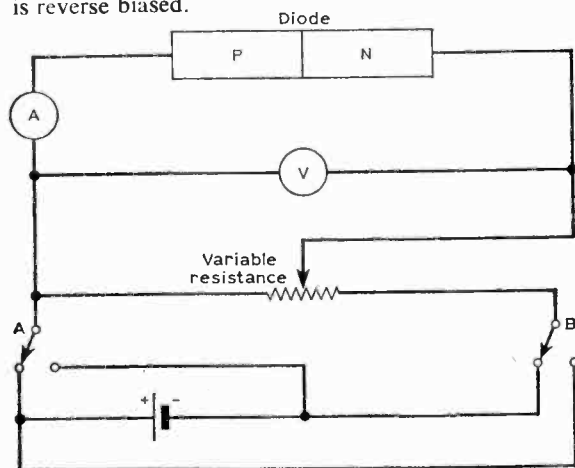 is reverse biased.
Diode
P
N
A
V
Variable
resistance
A
B
+
-